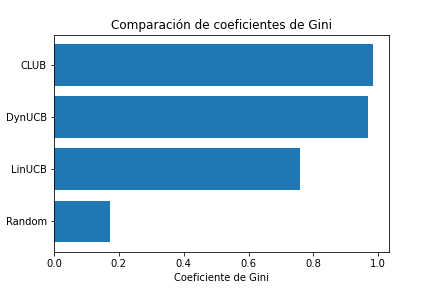 Comparación de coeficientes de Gini
CLUB
DynUCB
LinUCB
Random
0.0 0.2 0.4 0.6 0.8 1.0
Coeficiente de Gini